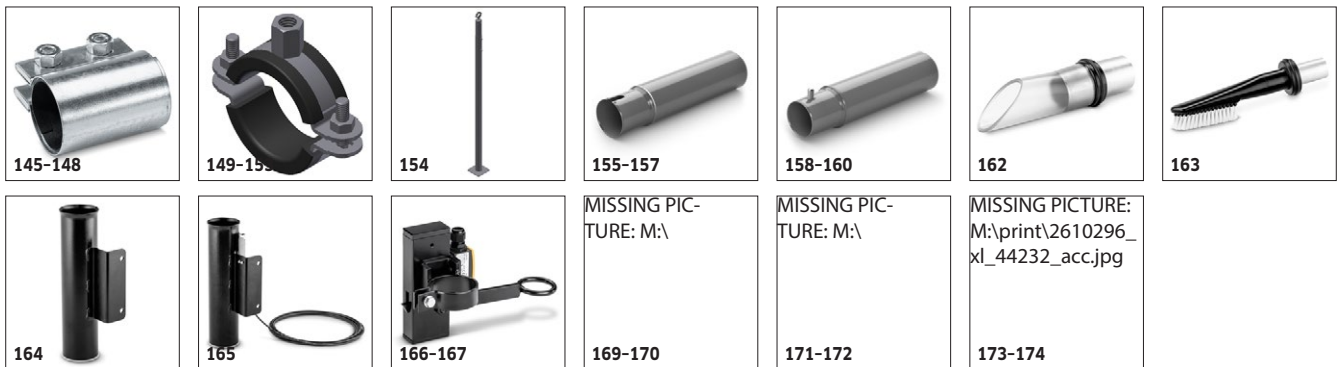 145–148
149–153
154
155–157
158–160
162
163
MISSING PIC-
TURE: M:\
MISSING PIC-
TURE: M:\
MISSING PICTURE:
M:\print\2610296_
xl_44232_acc.jpg
164
165
166–167
169–170
171–172
173–174